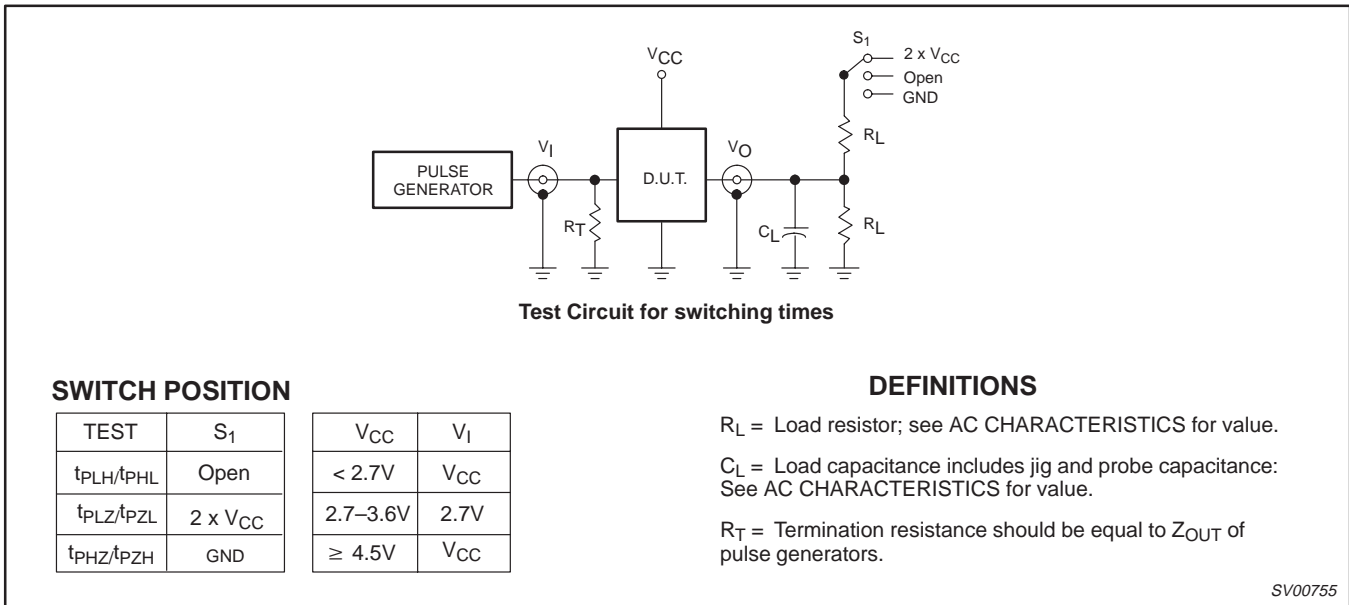 S1
2 x VCC
Open
GND
VCC
RL
VI
VO
PULSE
GENERATOR
D.U.T.
RT
CL
RL
Test Circuit for switching times
SWITCH POSITION
TEST S1
tPLH/tPHL Open
tPLZ/tPZL 2 x VCC
tPHZ/tPZH GND
VCC VI
< 2.7V VCC
2.7–3.6V 2.7V
≥ 4.5V VCC
DEFINITIONS
RL = Load resistor; see AC CHARACTERISTICS for value.
CL = Load capacitance includes jig and probe capacitance:
See AC CHARACTERISTICS for value.
RT = Termination resistance should be equal to ZOUT of
pulse generators.
SV00755